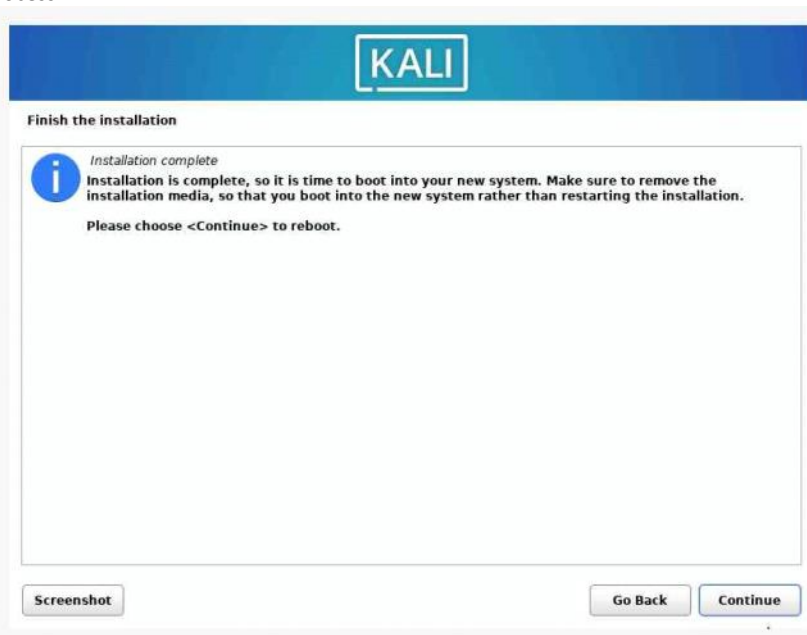 KALI
Finish the installation
Installation complete
Installation is complete, so it is time to boot into your new system. Make sure to remove the
installation media, so that you boot into the new system rather than restarting the installation.
Please choose <Continue> to reboot.
Screenshot
Go Back
Continue